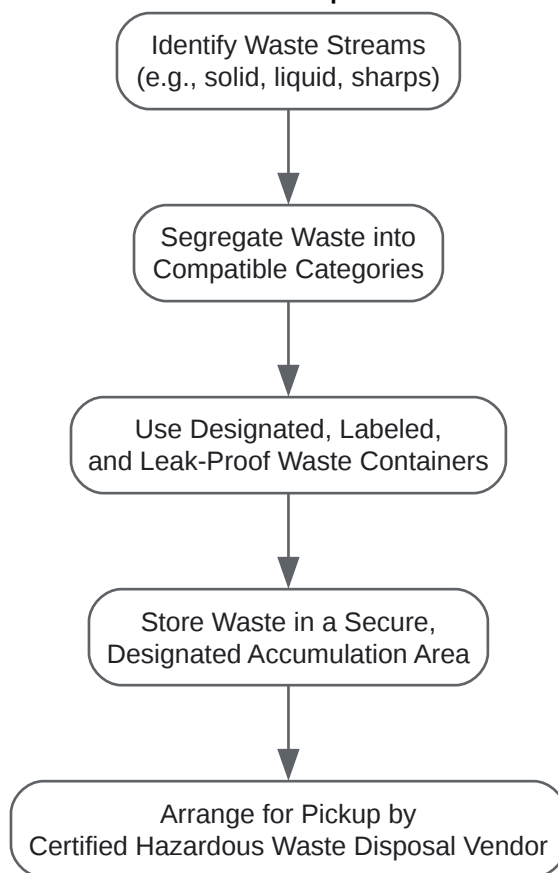 Identify Waste Streams
(e.g., solid, liquid, sharps)
Segregate Waste into
Compatible Categories
Use Designated, Labeled,
and Leak-Proof Waste Containers
Store Waste in a Secure,
Designated Accumulation Area
Arrange for Pickup by
Certified Hazardous Waste Disposal Vendor